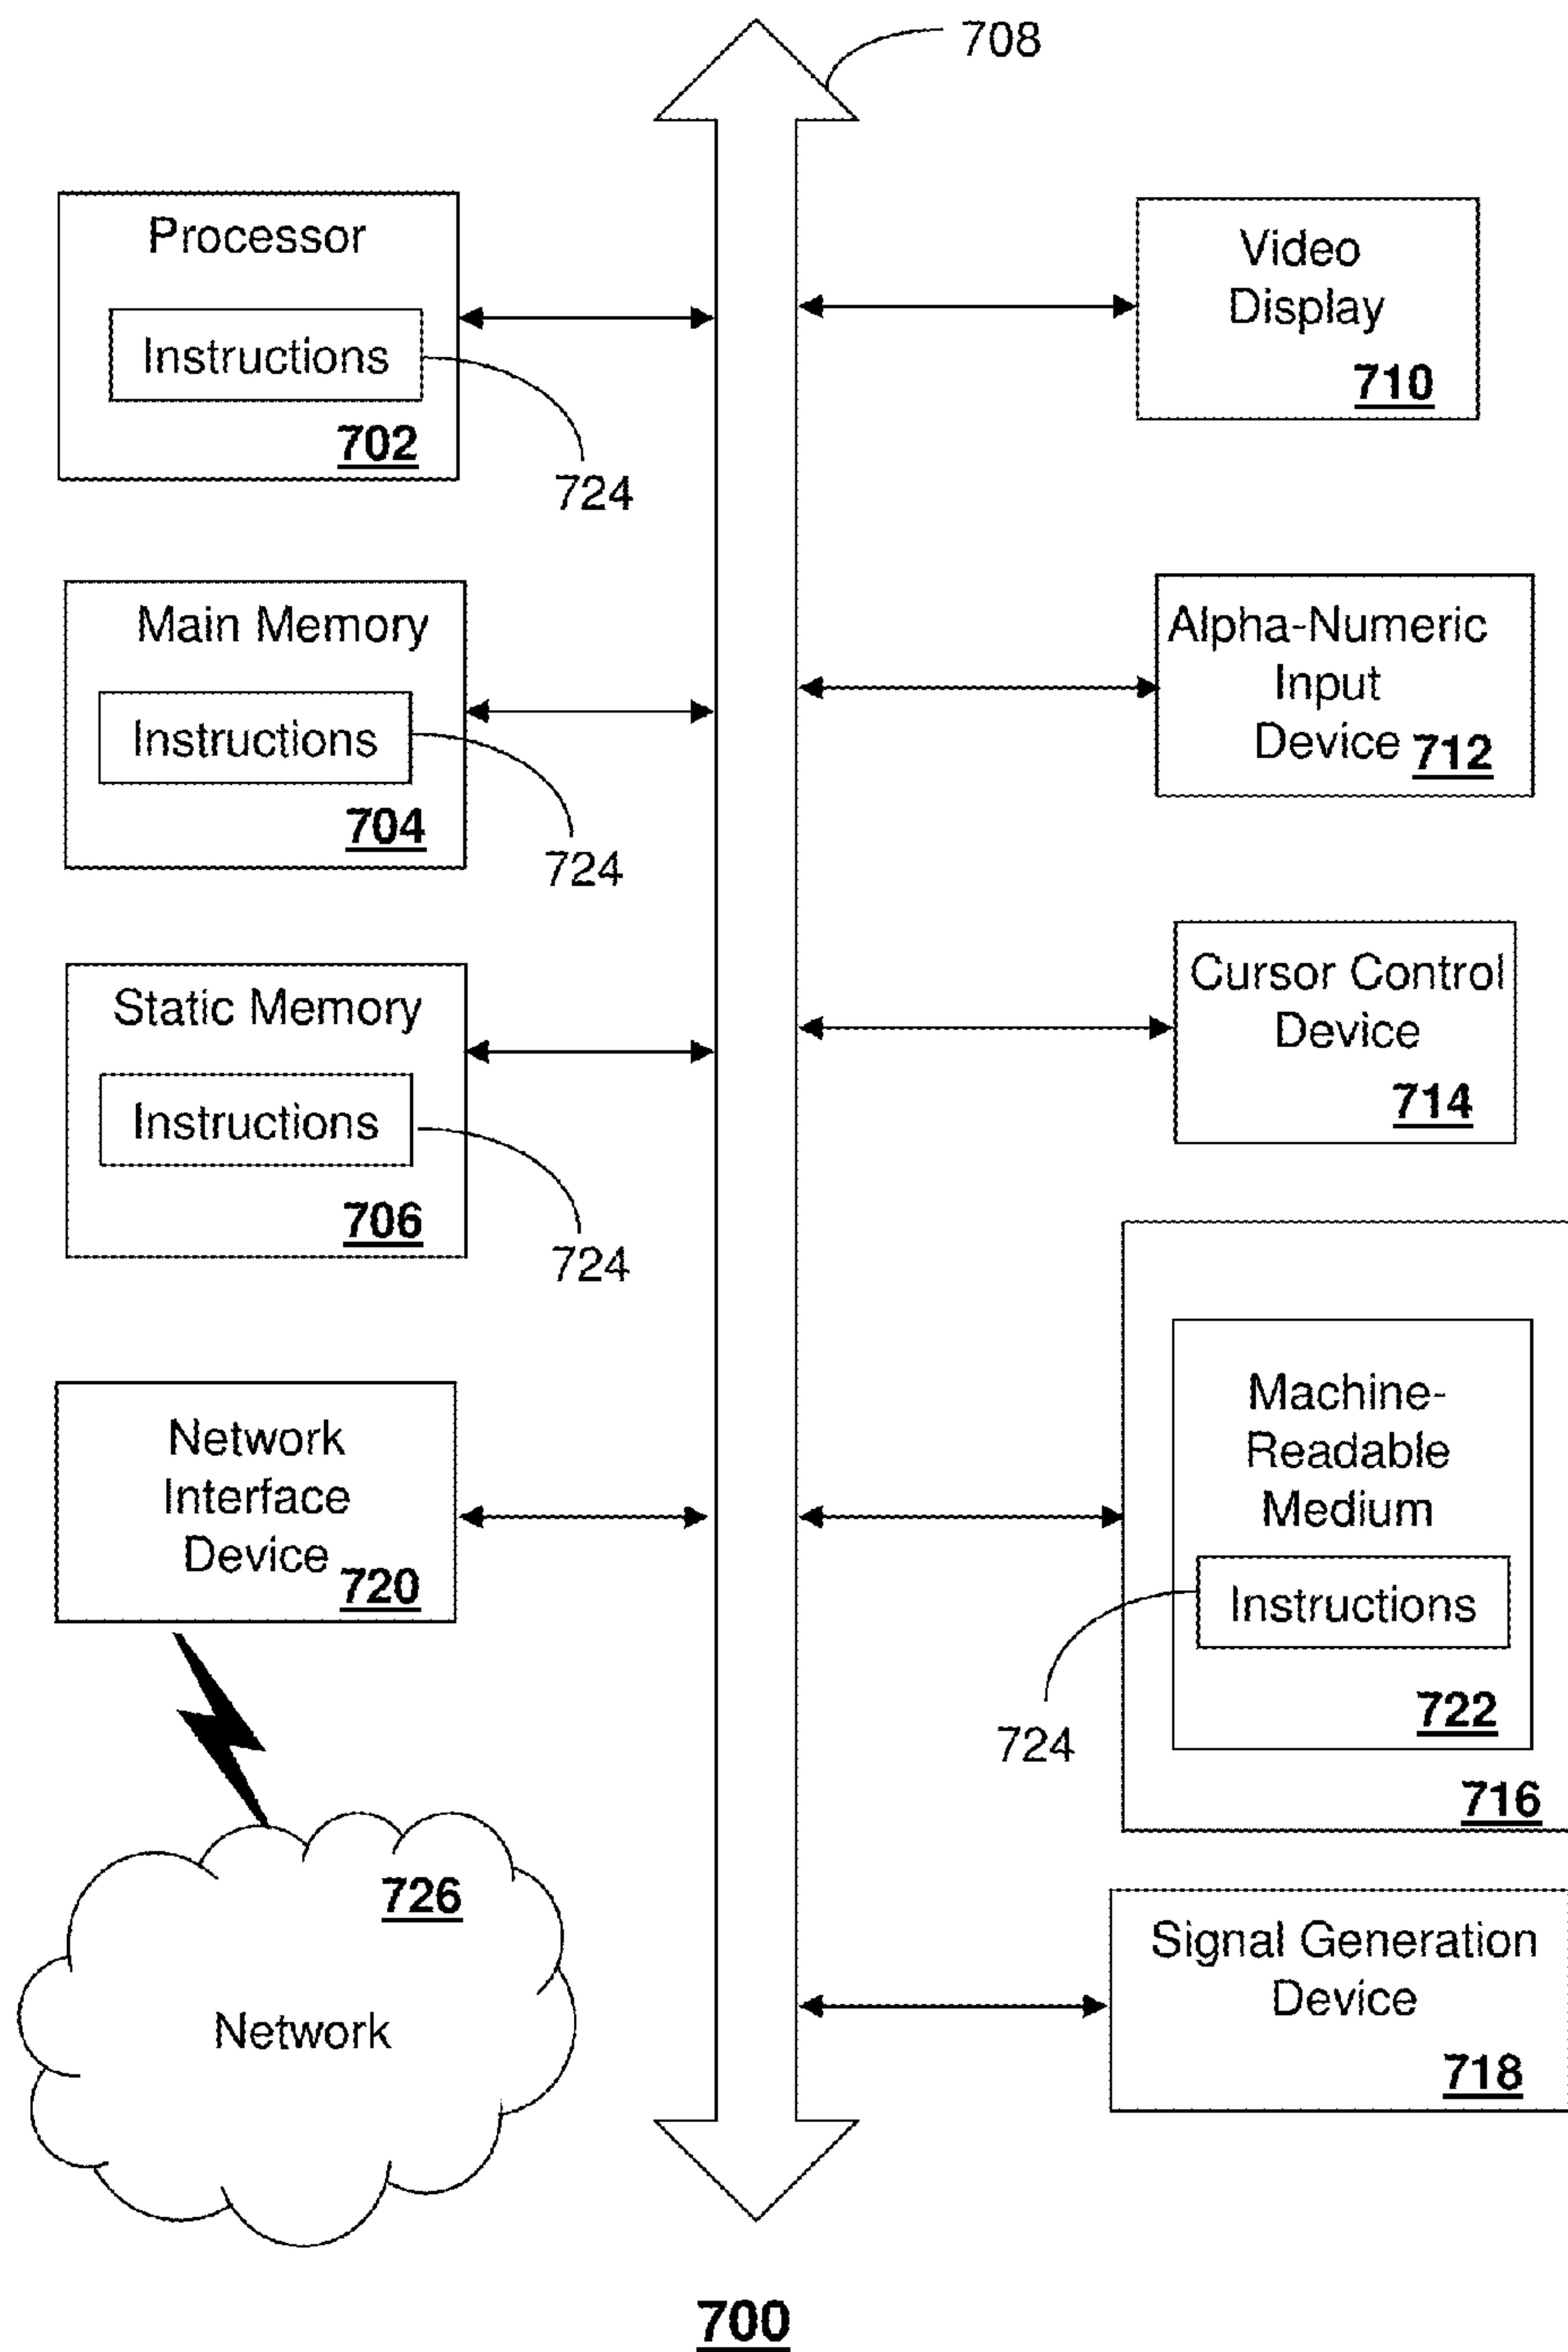 708
Processor
Instructions
702
724
Main Memory
Instructions
704
724
Static Memory
Instructions
706
724
Network
Interface
Device
720
726
Network
Video
Display
710
Alpha-Numeric
Input
Device 712
Cursor Control
Device
714
Machine-
Readable
Medium
Instructions
724
722
716
Signal Generation
Device
718
700